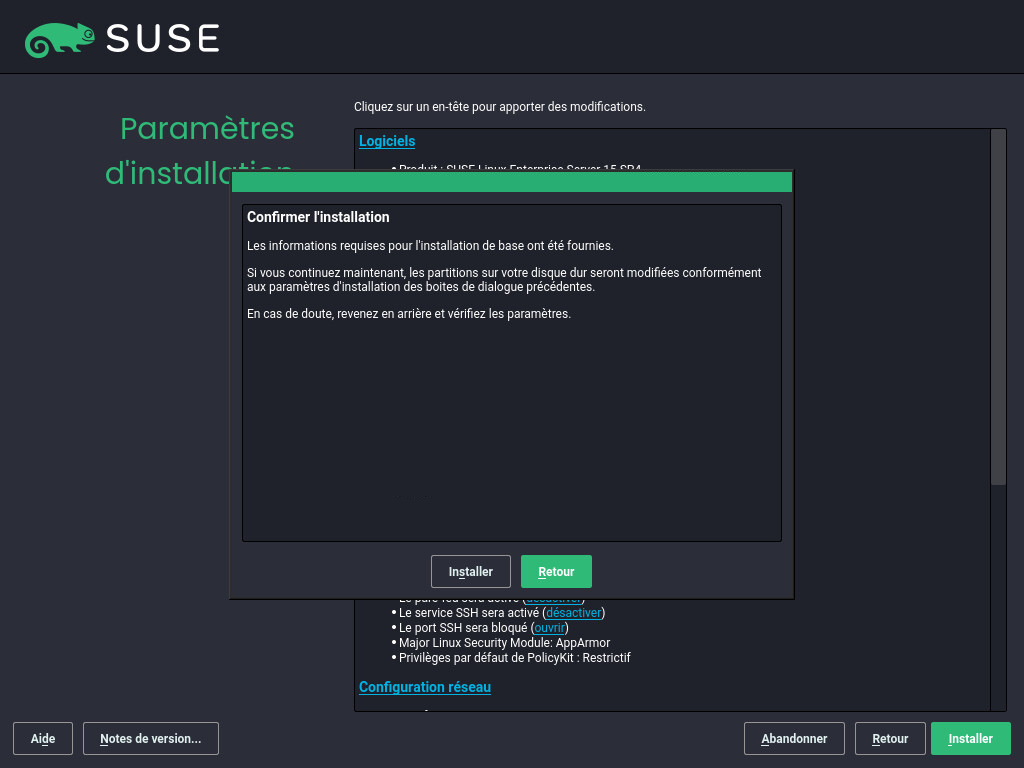 SUSE
Paramètres
d'installation
Cliquez sur un en-tête pour apporter des modifications.
Logiciels
Produit : SUSE Linux Enterprise Server 15 SP4
Confirmer l'installation
Les informations requises pour l'installation de base ont été fournies.
Si vous continuez maintenant, les partitions sur votre disque dur seront modifiées conformément
aux paramètres d'installation des boites de dialogue précédentes.
En cas de doute, revenez en arrière et vérifiez les paramètres.
Installer
Retour
Le pare-feu sera activé (désactiver)
Le service SSH sera activé (désactiver)
Le port SSH sera bloqué (ouvrir)
Major Linux Security Module: AppArmor
Privilèges par défaut de PolicyKit : Restrictif
Configuration réseau
Aide
Notes de version...
Abandonner
Retour
Installer